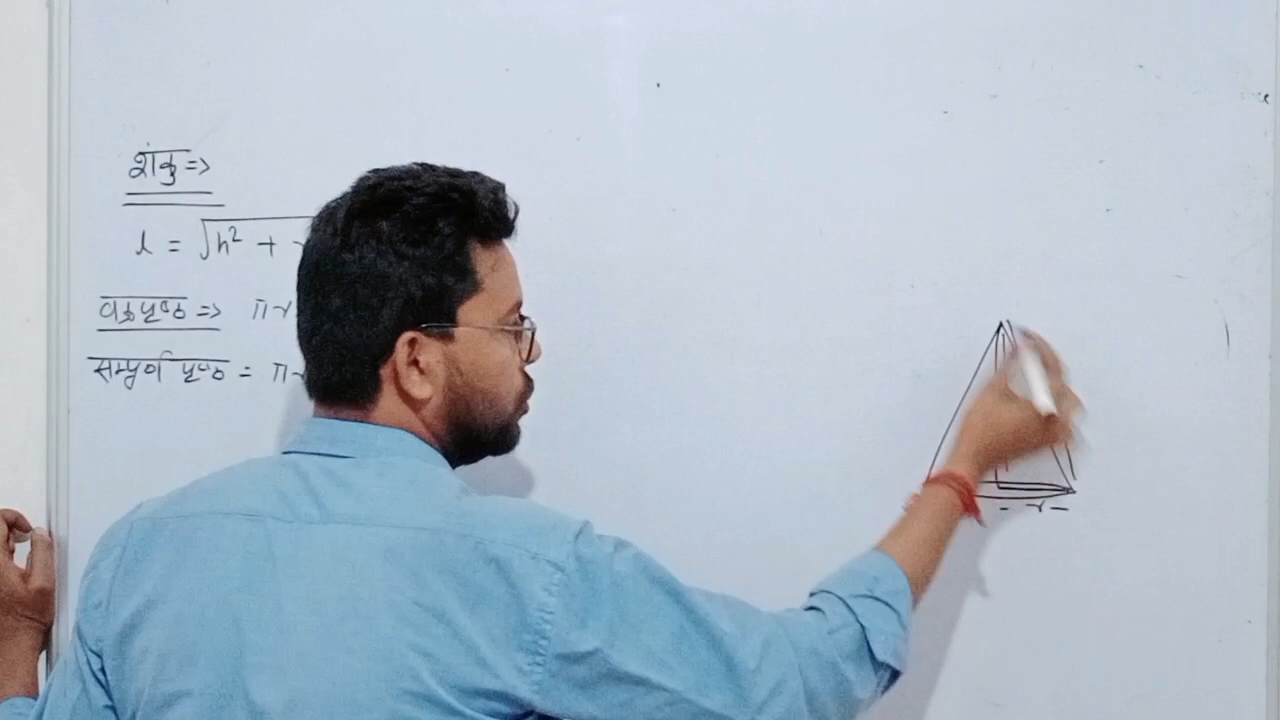 शंकु =>
l = √h² +
वक्रपृष्ठ => πr
सम्पूर्ण पृष्ठ = πr
- r -